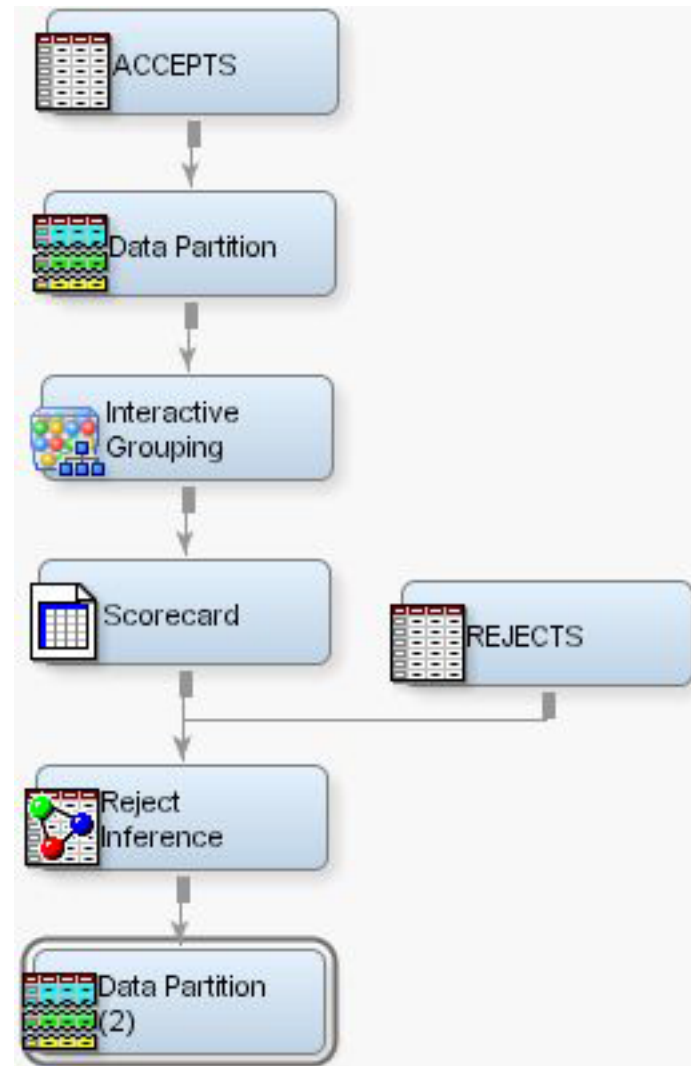 ACCEPTS
Data Partition
Interactive
Grouping
Scorecard
REJECTS
Reject
Inference
Data Partition
(2)